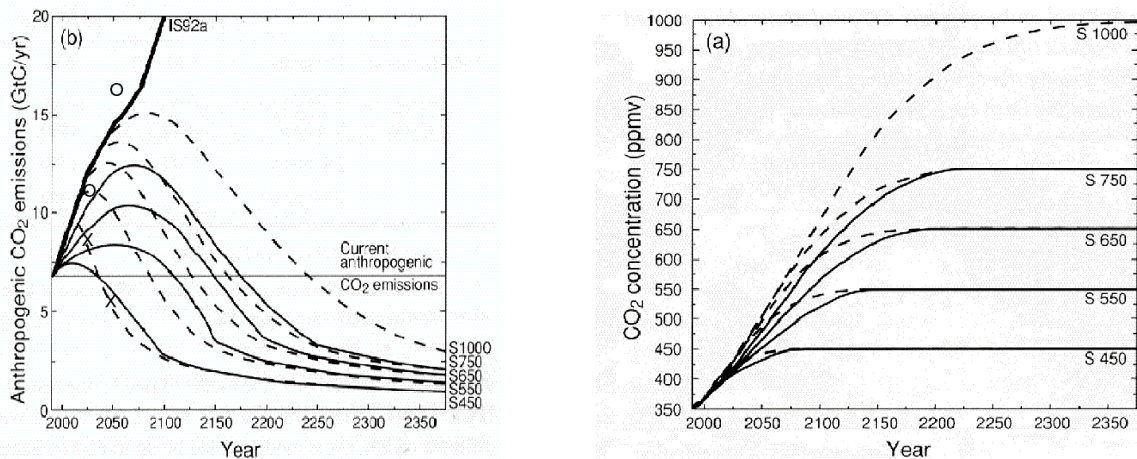 (b)
IS92a
20
15
10
5
0
Anthropogenic CO2 emissions (GtC/yr)
Current
anthropogenic
CO2 emissions
S1000
S750
S650
S550
S450
2000 2050 2100 2150 2200 2250 2300 2350
Year
(a)
1000
950
900
850
800
750
700
650
600
550
500
450
400
350
CO2 concentration (ppmv)
S 1000
S 750
S 650
S 550
S 450
2000 2050 2100 2150 2200 2250 2300 2350
Year